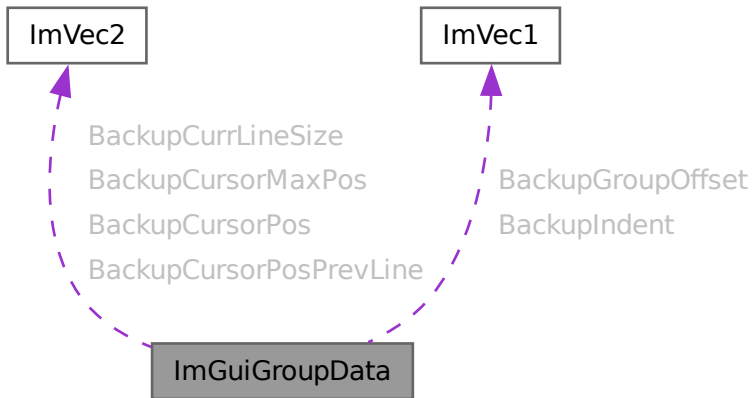 ImVec2
ImVec1
BackupCurrLineSize
BackupCursorMaxPos
BackupCursorPos
BackupCursorPosPrevLine
BackupGroupOffset
BackupIndent
ImGuiGroupData